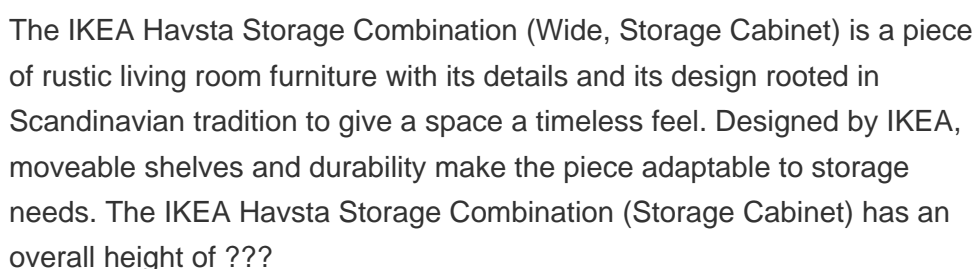 The IKEA Havsta Storage Combination (Wide, Storage Cabinet) is a piece
of rustic living room furniture with its details and its design rooted in
Scandinavian tradition to give a space a timeless feel. Designed by IKEA,
moveable shelves and durability make the piece adaptable to storage
needs. The IKEA Havsta Storage Combination (Storage Cabinet) has an
overall height of ???